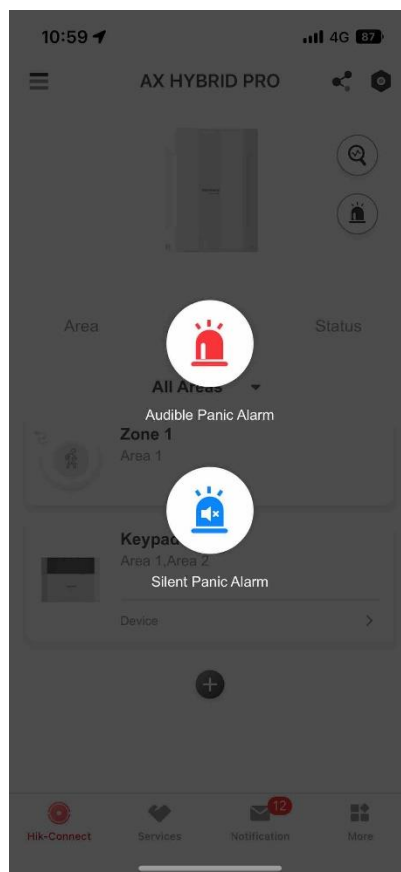 10:59
4G 87
AX HYBRID PRO
Area
Status
All Areas
Audible Panic Alarm
Zone 1
Area 1
Keypad
Area 1,Area 2
Silent Panic Alarm
Device
12
Hik-Connect Services Notification More